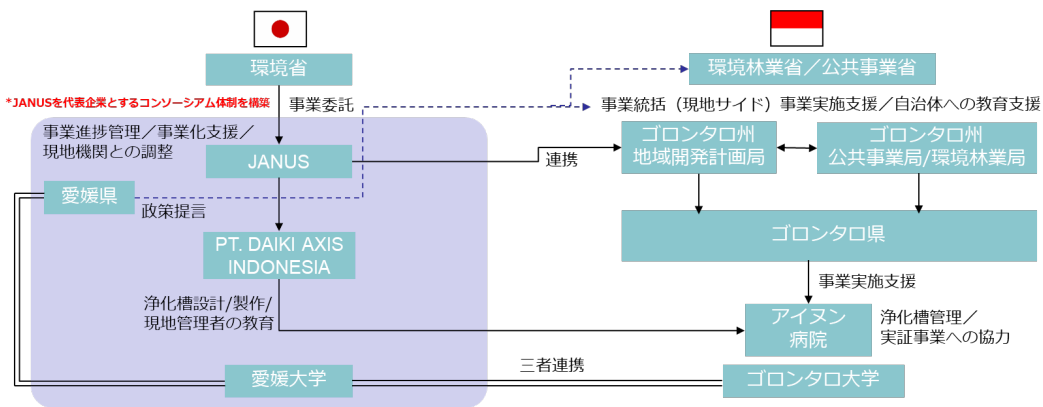 環境省
環境林業省／公共事業省
*JANUSを代表企業とするコンソーシアム体制を構築
事業委託
事業統括（現地サイド）事業実施支援／自治体への教育支援
事業進捗管理／事業化支援／
現地機関との調整
JANUS
連携
ゴロンタロ州
地域開発計画局
ゴロンタロ州
公共事業局/環境林業局
愛媛県
政策提言
PT. DAIKI AXIS
INDONESIA
ゴロンタロ県
浄化槽設計/製作/
現地管理者の教育
事業実施支援
アイヌン
病院
浄化槽管理／
実証事業への協力
愛媛大学
三者連携
ゴロンタロ大学